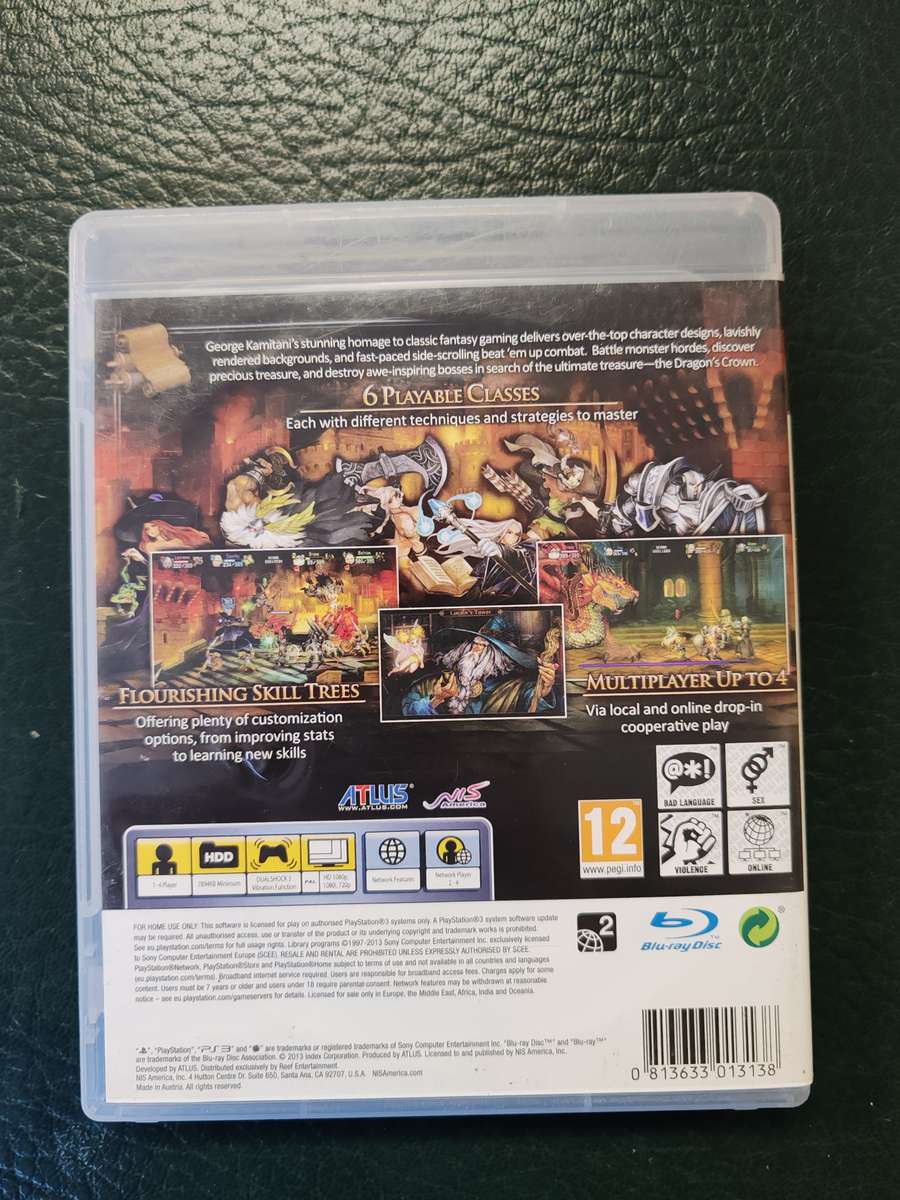 George Kamitani's stunning homage to classic fantasy gaming delivers over-the-top character designs, lavishly
rendered backgrounds, and fast-paced side-scrolling beat 'em up combat. Battle monster hordes, discover
precious treasure, and destroy awe-inspiring bosses in search of the ultimate treasure—the Dragon's Crown.
6 PLAYABLE CLASSES
Each with different techniques and strategies to master
FLOURISHING SKILL TREES
Offering plenty of customization
options, from improving stats
to learning new skills
MULTIPLAYER UP TO 4
Via local and online drop-in
cooperative play
ATLUS
WWW.ATLUS.COM
NIS
America
12
www.pegi.info
@*!
BAD LANGUAGE
SEX
VIOLENCE
ONLINE
1-4 Player
HDD
Minimum
DUALSHOCK 3
Vibration Function
PAL
HD 1080p,
1080i, 720p
Network Features
Network Player
2-4
FOR HOME USE ONLY: This software is licensed for play on authorised PlayStation®3 systems only. A PlayStation®3 system software update
may be required. All unauthorised access, use or transfer of the product or its underlying copyright and trademark works is prohibited.
See eu.playstation.com/terms for full usage rights. Library programs ©1997-2013 Sony Computer Entertainment Inc. exclusively licensed
to Sony Computer Entertainment Europe (SCEE). RESALE AND RENTAL ARE PROHIBITED UNLESS EXPRESSLY AUTHORISED BY SCEE.
PlayStation®Network, PlayStation®Store and PlayStation®Home subject to terms of use and not available in all countries and languages
(eu.playstation.com/terms). Broadband internet service required. Users are responsible for broadband access fees. Charges apply for some
content. Users must be 7 years or older and users under 18 require parental consent. Network features may be withdrawn at reasonable
notice – see eu.playstation.com/gameservers for details. Licensed for sale only in Europe, the Middle East, Africa, India and Oceania.
2
Blu-ray Disc™
"PlayStation", "PS3" and are trademarks or registered trademarks of Sony Computer Entertainment Inc. "Blu-ray Disc™" and "Blu-ray™"
are trademarks of the Blu-ray Disc Association. © 2013 Index Corporation. Produced by ATLUS. Licensed to and published by NIS America, Inc.
Developed by ATLUS. Distributed exclusively by Reef Entertainment.
NIS America, Inc. 4 Hutton Centre Dr. Suite 650, Santa Ana, CA 92707, U.S.A. NISAmerica.com
Made in Austria. All rights reserved.
0 813633 013138